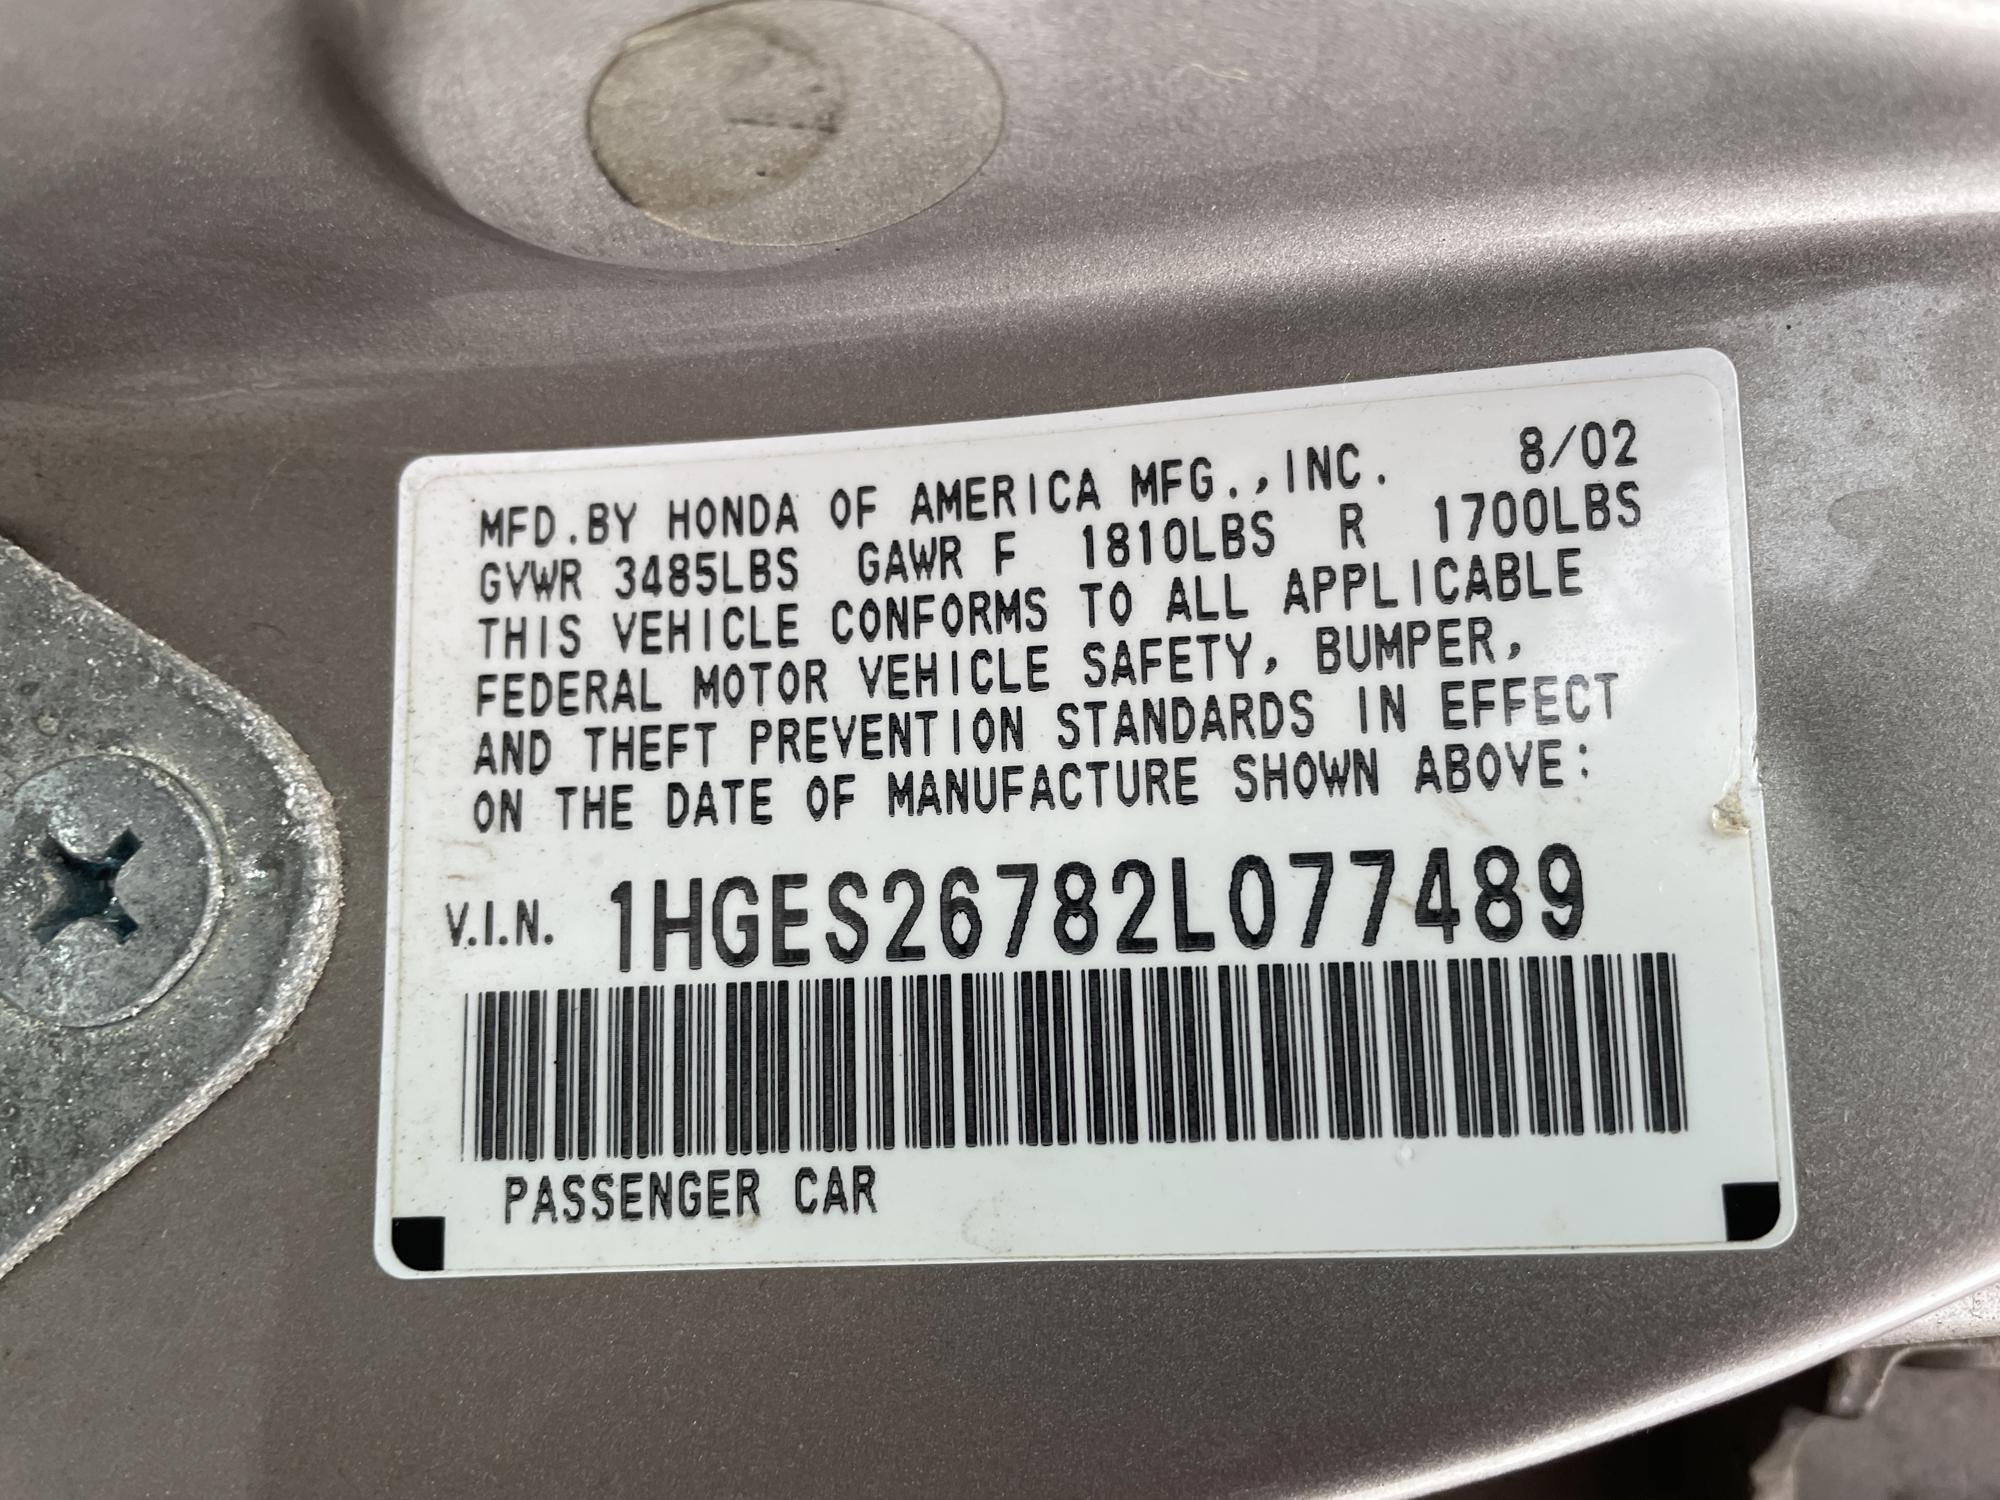 MFD.BY HONDA OF AMERICA MFG.,INC. 8/02
GVWR 3485LBS GAWR F 1810LBS R 1700LBS
THIS VEHICLE CONFORMS TO ALL APPLICABLE
FEDERAL MOTOR VEHICLE SAFETY, BUMPER,
AND THEFT PREVENTION STANDARDS IN EFFECT
ON THE DATE OF MANUFACTURE SHOWN ABOVE:
V.I.N. 1HGES26782L077489
PASSENGER CAR